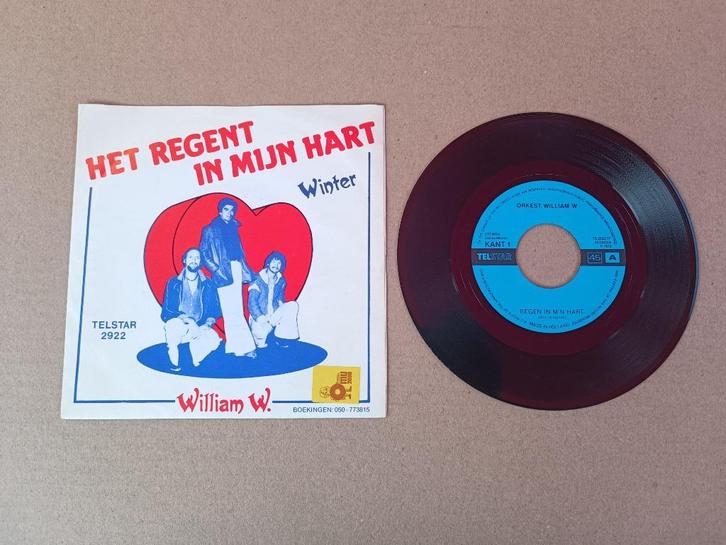 HET REGENT
IN MIJN HART
Winter
TELSTAR
2922
William W.
BOEKINGEN: 050-773815
ORKEST WILLIAM W
KANT 1
TELSTAR
45 A
REGEN IN M'N HART